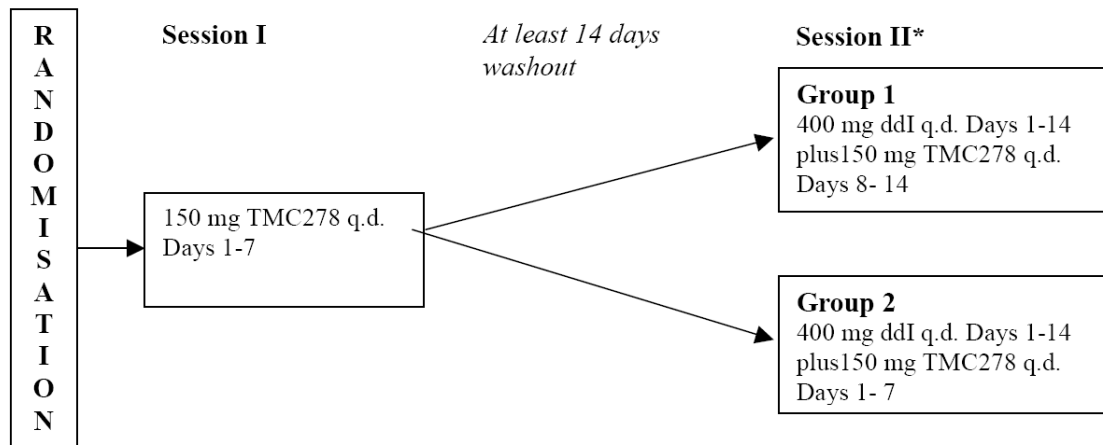 R
A
N
D
O
M
I
S
A
T
I
O
N
Session I
150 mg TMC278 q.d.
Days 1-7
At least 14 days
washout
Session II*
Group 1
400 mg ddI q.d. Days 1-14
plus150 mg TMC278 q.d.
Days 8- 14
Group 2
400 mg ddI q.d. Days 1-14
plus150 mg TMC278 q.d.
Days 1- 7